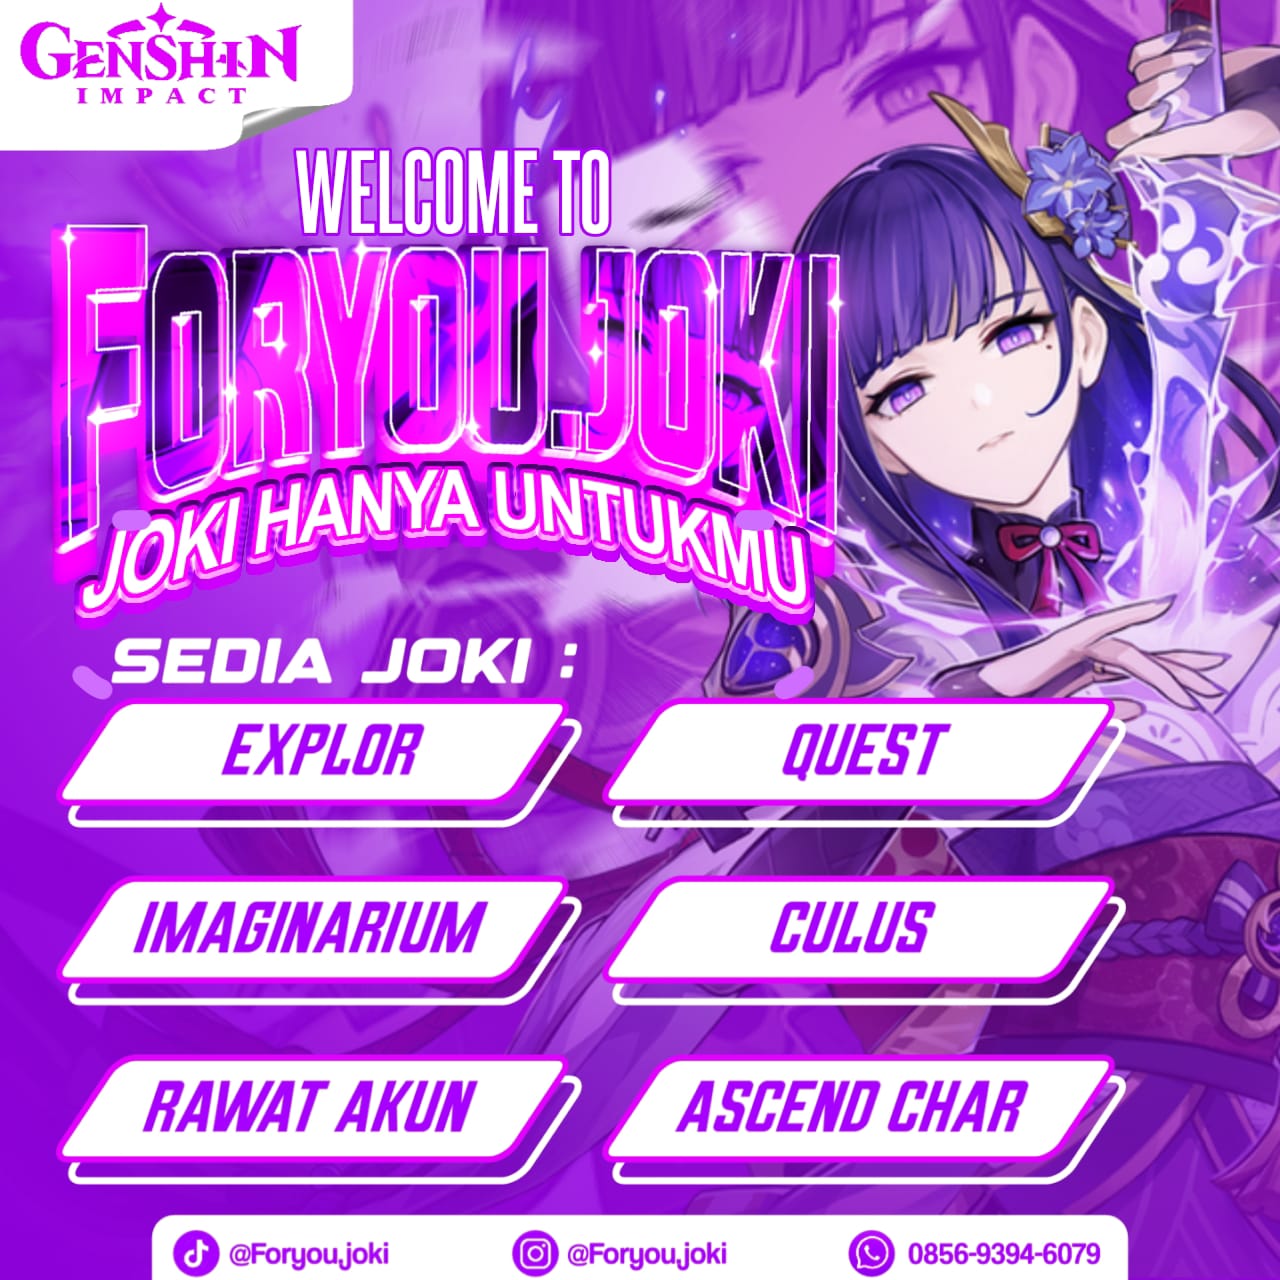 GENSHIN
IMPACT
WELCOME TO
FORYOU.JOKI
JOKI HANYA UNTUKMU
SEDIA JOKI :
EXPLOR
QUEST
IMAGINARIUM
CULUS
RAWAT AKUN
ASCEND CHAR
@Foryou.joki
@Foryou.joki
0856-9394-6079